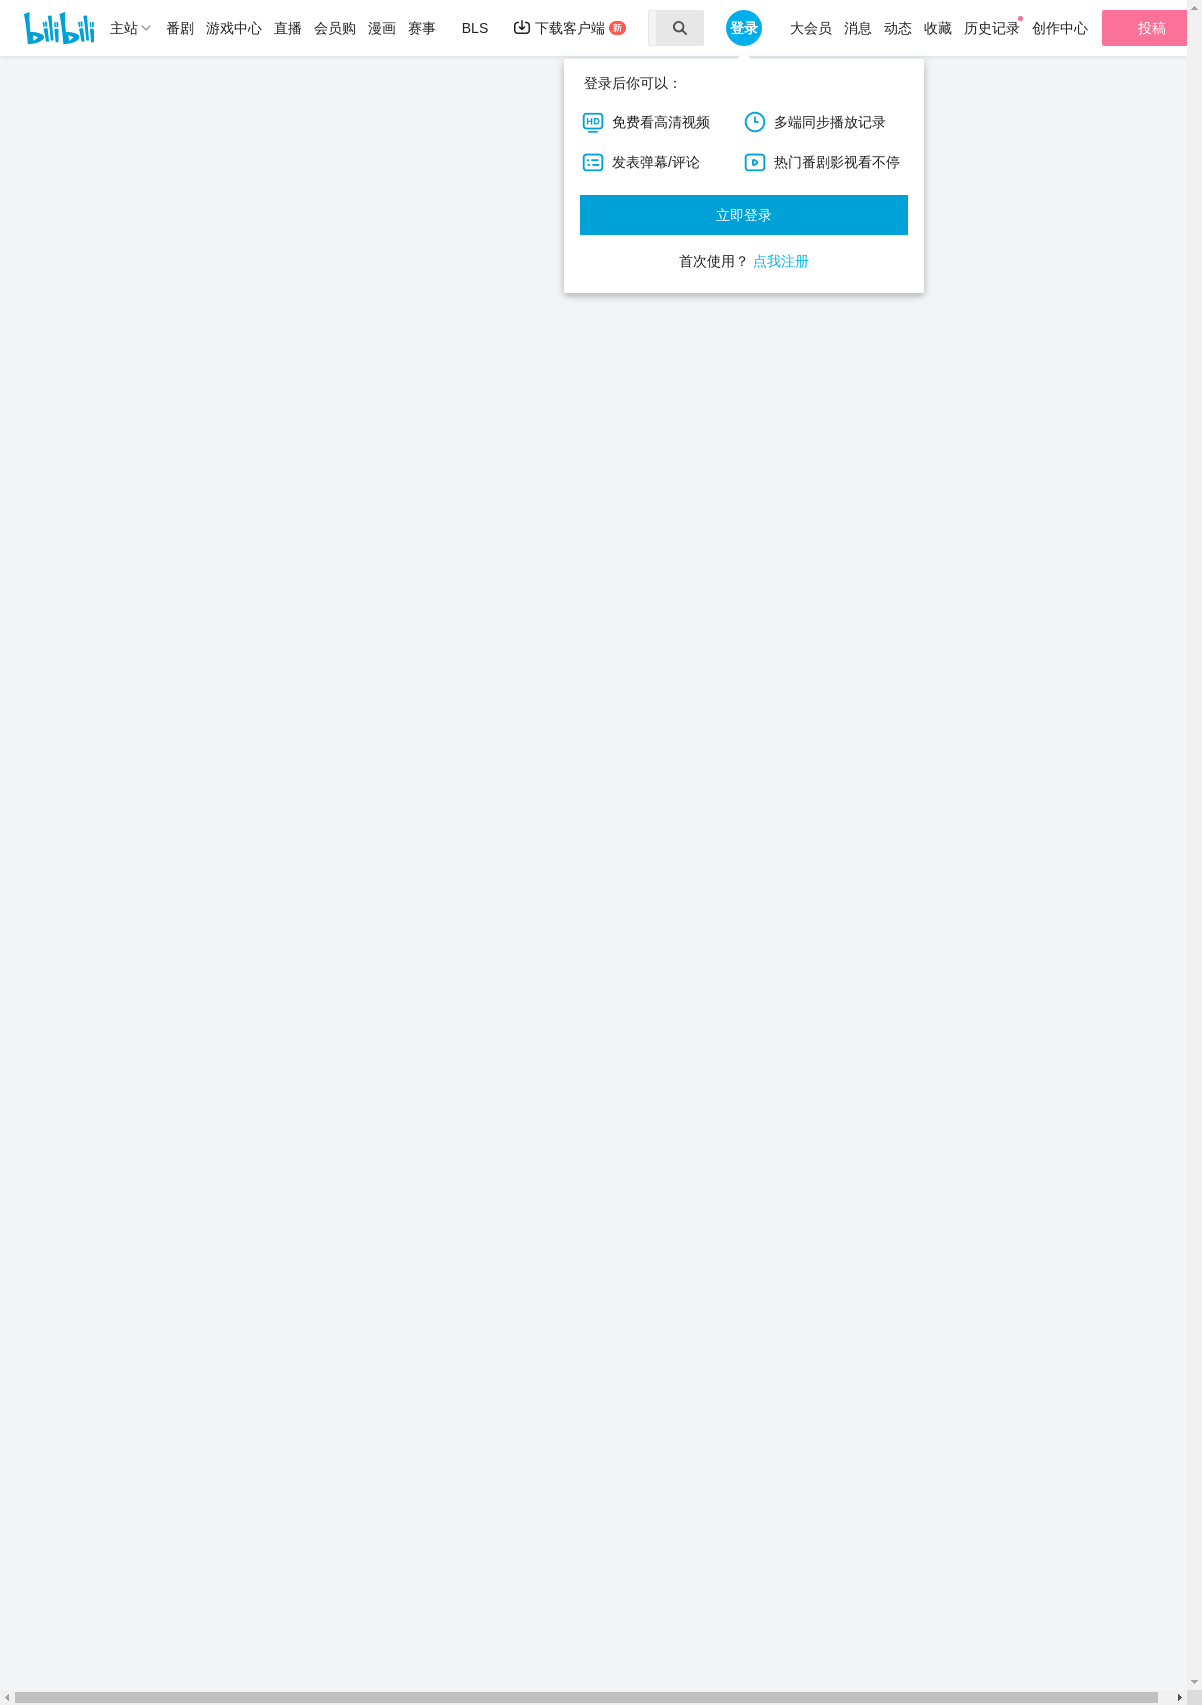 bilibili 主站 番剧 游戏中心 直播 会员购 漫画 赛事 BLS 下载客户端 新 登录 大会员 消息 动态 收藏 历史记录 创作中心 投稿
登录后你可以：
HD 免费看高清视频 多端同步播放记录
发表弹幕/评论 热门番剧影视看不停
立即登录
首次使用？ 点我注册